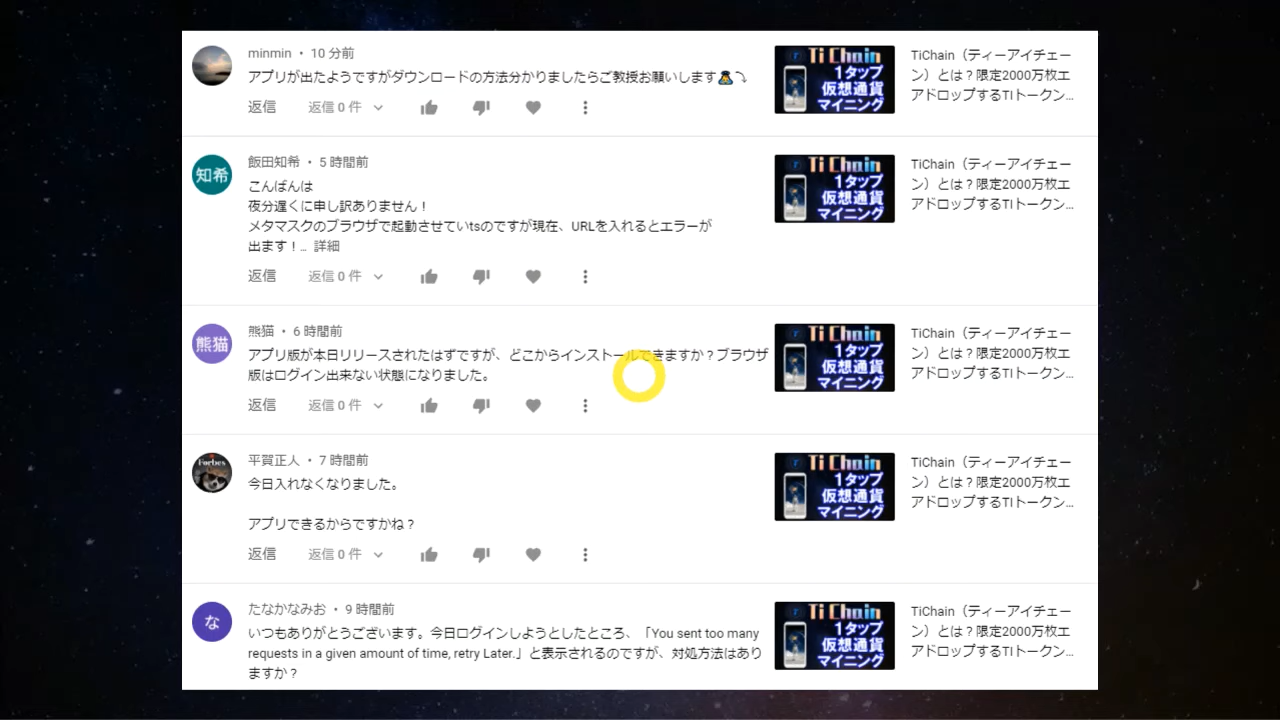 minmin • 10 分前
アプリが出たようですがダウンロードの方法分かりましたらご教授お願いします🙇⤵
返信 返信 0 件
Ti Chain
1タップ
仮想通貨
マイニング
TiChain（ティーアイチェー
ン）とは？限定2000万枚エ
アドロップするTIトークン...
知希
飯田知希 • 5 時間前
こんばんは
夜分遅くに申し訳ありません！
メタマスクのブラウザで起動させていtsのですが現在、URLを入れるとエラーが
出ます！... 詳細
返信 返信 0 件
Ti Chain
1タップ
仮想通貨
マイニング
TiChain（ティーアイチェー
ン）とは？限定2000万枚エ
アドロップするTIトークン...
熊猫
熊猫 • 6 時間前
アプリ版が本日リリースされたはずですが、どこからインストールできますか？ブラウザ
版はログイン出来ない状態になりました。
返信 返信 0 件
Ti Chain
1タップ
仮想通貨
マイニング
TiChain（ティーアイチェー
ン）とは？限定2000万枚エ
アドロップするTIトークン...
Forbes
平賀正人 • 7 時間前
今日入れなくなりました。
アプリできるからですかね？
返信 返信 0 件
Ti Chain
1タップ
仮想通貨
マイニング
TiChain（ティーアイチェー
ン）とは？限定2000万枚エ
アドロップするTIトークン...
な
たなかなみお • 9 時間前
いつもありがとうございます。今日ログインしようとしたところ、「You sent too many
requests in a given amount of time, retry Later.」と表示されるのですが、対処方法はあり
ますか？
Ti Chain
1タップ
仮想通貨
マイニング
TiChain（ティーアイチェー
ン）とは？限定2000万枚エ
アドロップするTIトークン...